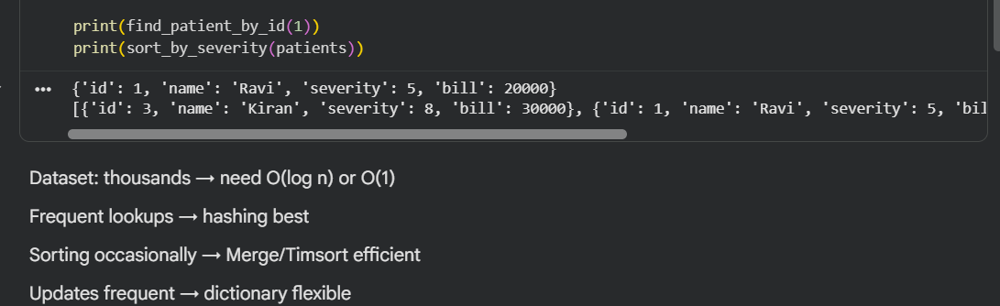 print(find_patient_by_id(1))
print(sort_by_severity(patients))
{'id': 1, 'name': 'Ravi', 'severity': 5, 'bill': 20000}
[{'id': 3, 'name': 'Kiran', 'severity': 8, 'bill': 30000}, {'id': 1, 'name': 'Ravi', 'severity': 5, 'bil
Dataset: thousands → need O(log n) or O(1)
Frequent lookups → hashing best
Sorting occasionally → Merge/Timsort efficient
Updates frequent → dictionary flexible